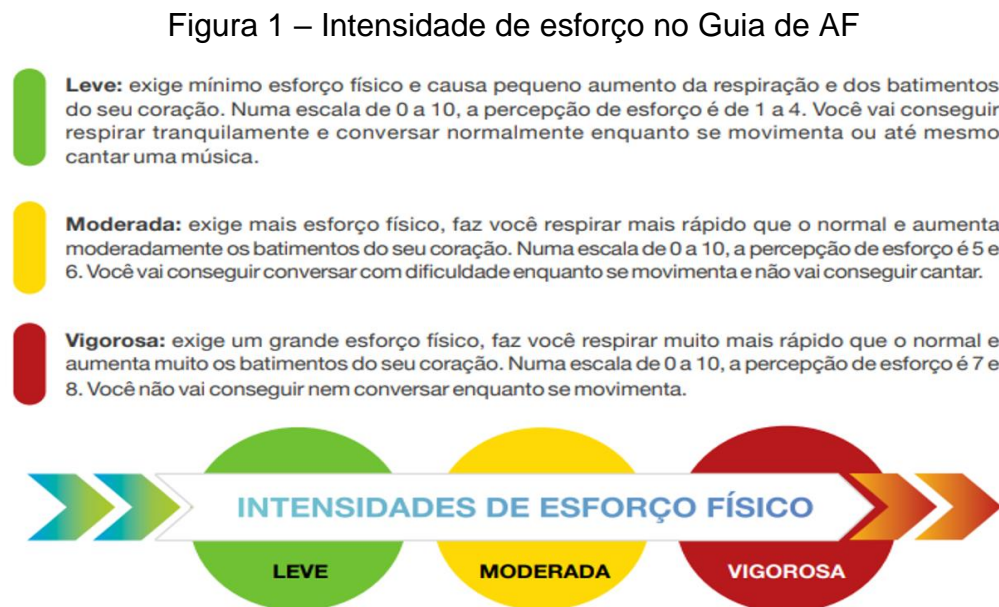 Figura 1 – Intensidade de esforço no Guia de AF
Leve: exige mínimo esforço físico e causa pequeno aumento da respiração e dos batimentos
do seu coração. Numa escala de 0 a 10, a percepção de esforço é de 1 a 4. Você vai conseguir
respirar tranquilamente e conversar normalmente enquanto se movimenta ou até mesmo
cantar uma música.
Moderada: exige mais esforço físico, faz você respirar mais rápido que o normal e aumenta
moderadamente os batimentos do seu coração. Numa escala de 0 a 10, a percepção de esforço é 5 e
6. Você vai conseguir conversar com dificuldade enquanto se movimenta e não vai conseguir cantar.
Vigorosa: exige um grande esforço físico, faz você respirar muito mais rápido que o normal e
aumenta muito os batimentos do seu coração. Numa escala de 0 a 10, a percepção de esforço é 7 e
8. Você não vai conseguir nem conversar enquanto se movimenta.
INTENSIDADES DE ESFORÇO FÍSICO
LEVE
MODERADA
VIGOROSA